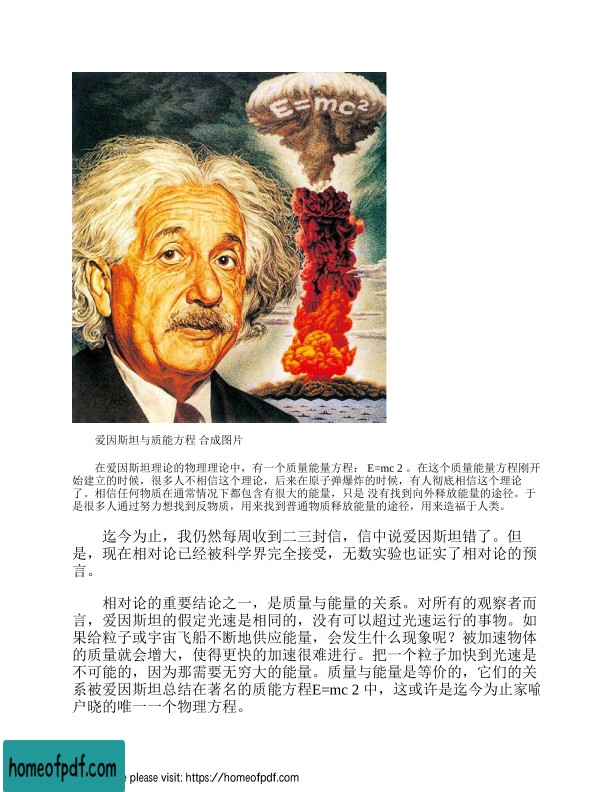 E=mc2
爱因斯坦与质能方程 合成图片
在爱因斯坦理论的物理理论中，有一个质量能量方程： E=mc 2 。在这个质量能量方程刚开
始建立的时候，很多人不相信这个理论，后来在原子弹爆炸的时候，有人彻底相信这个理论
了。相信任何物质在通常情况下都包含有很大的能量，只是 没有找到向外释放能量的途径。于
是很多人通过努力想找到反物质，用来找到普通物质释放能量的途径，用来造福于人类。
迄今为止，我仍然每周收到二三封信，信中说爱因斯坦错了。但
是，现在相对论已经被科学界完全接受，无数实验也证实了相对论的预
言。
相对论的重要结论之一，是质量与能量的关系。对所有的观察者而
言，爱因斯坦的假定光速是相同的，没有可以超过光速运行的事物。如
果给粒子或宇宙飞船不断地供应能量，会发生什么现象呢？被加速物体
的质量就会增大，使得更快的加速很难进行。把一个粒子加快到光速是
不可能的，因为那需要无穷大的能量。质量与能量是等价的，它们的关
系被爱因斯坦总结在著名的质能方程E=mc 2 中，这或许是迄今为止家喻
户晓的唯一一个物理方程。
homeofpdf.com
e please visit: https://homeofpdf.com